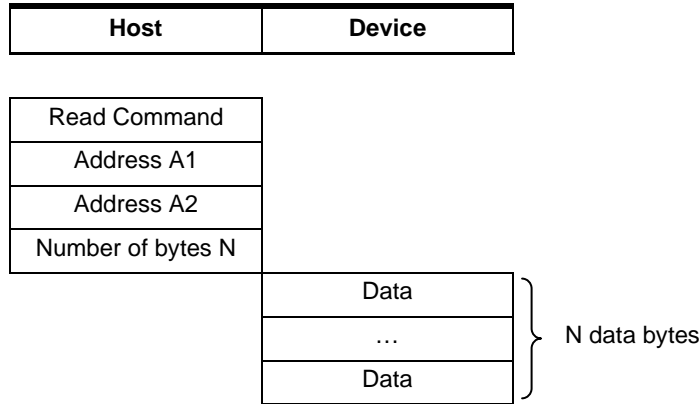 Host Device
Read Command
Address A1
Address A2
Number of bytes N
Data
… N data bytes
Data